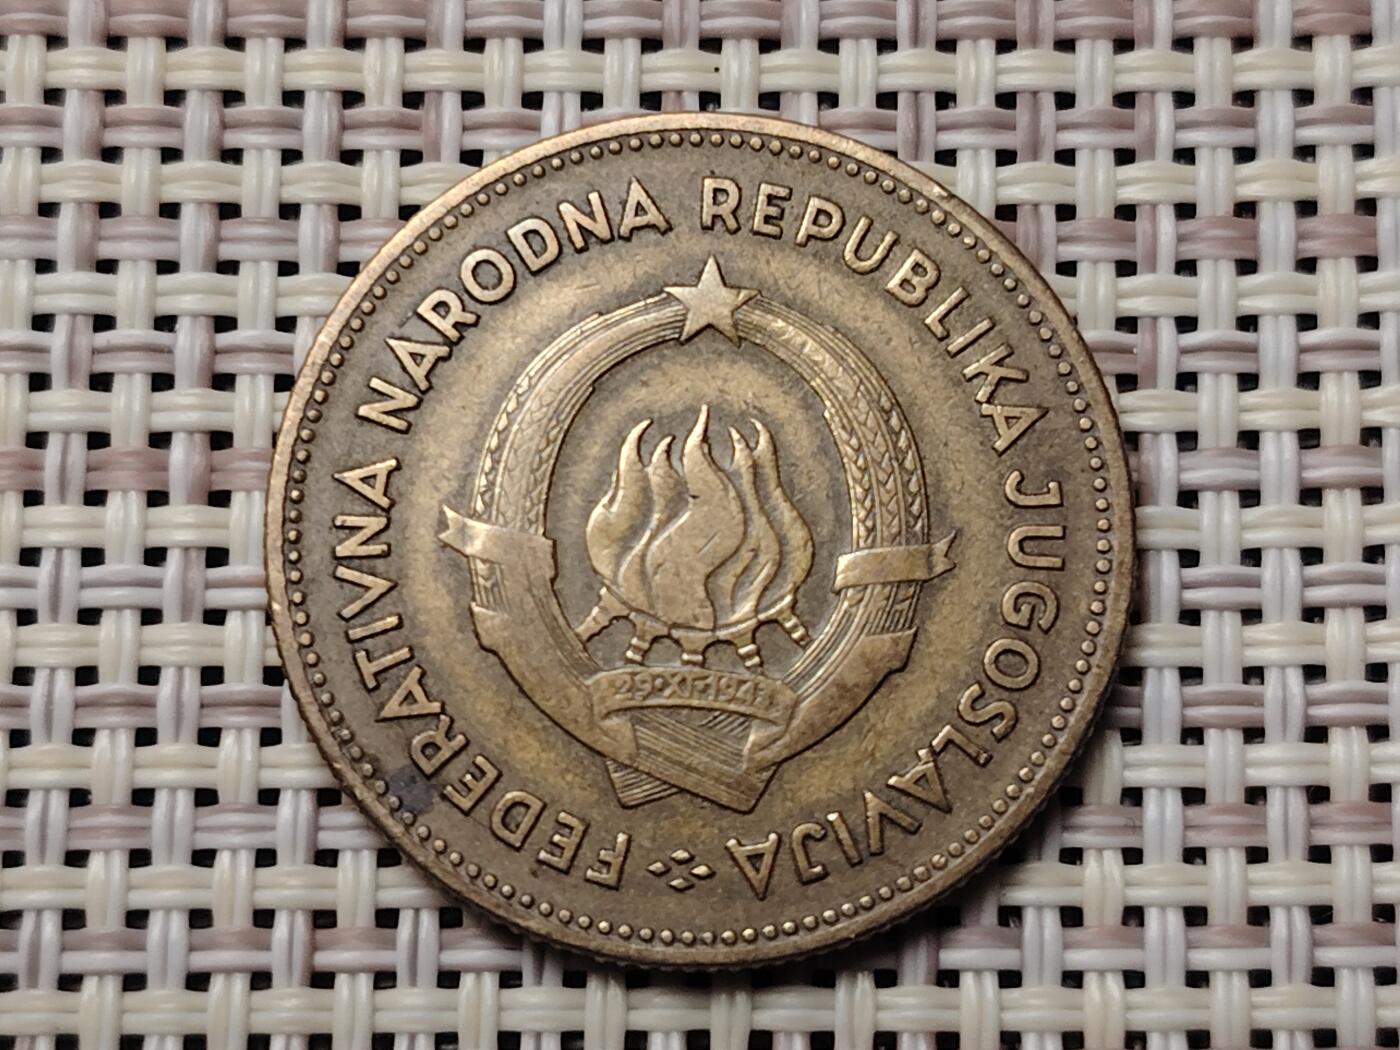 FEDERATIVNA NARODNA REPUBLIKA JUGOSLAVIJA
29•XI•1943